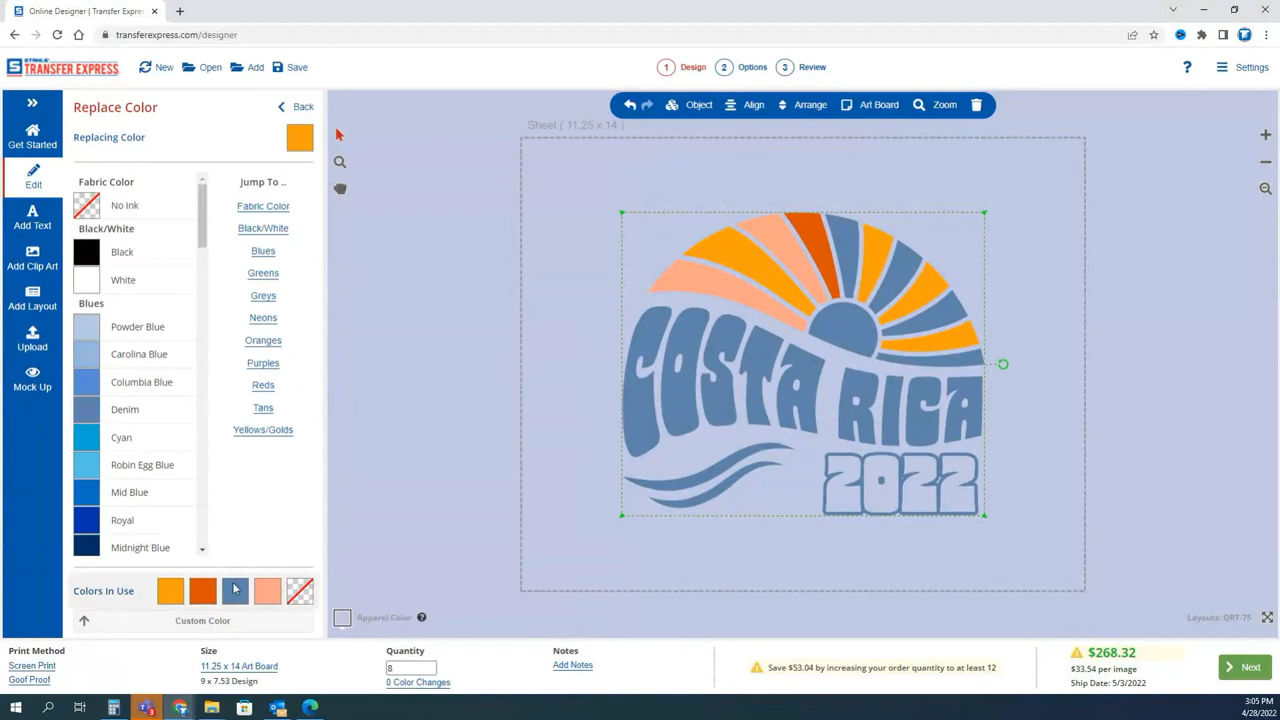 Online Designer | Transfer Express
transferexpress.com/designer
STAHLS'
TRANSFER EXPRESS
New
Open
Add
Save
1 Design
2 Options
3 Review
?
Settings
Replace Color
Back
Replacing Color
Get Started
Edit
Add Text
Add Clip Art
Add Layout
Upload
Mock Up
Fabric Color
No Ink
Black/White
Black
White
Blues
Powder Blue
Carolina Blue
Columbia Blue
Denim
Cyan
Robin Egg Blue
Mid Blue
Royal
Midnight Blue
Jump To ..
Fabric Color
Black/White
Blues
Greens
Greys
Neons
Oranges
Purples
Reds
Tans
Yellows/Golds
Colors In Use
Custom Color
Object
Align
Arrange
Art Board
Zoom
Sheet ( 11.25 x 14 )
COSTA RICA
2022
Apparel Color ?
Layouts: QRT-75
Print Method
Screen Print
Goof Proof
Size
11.25 x 14 Art Board
9 x 7.53 Design
Quantity
8
0 Color Changes
Notes
Add Notes
Save $53.04 by increasing your order quantity to at least 12
$268.32
$33.54 per image
Ship Date: 5/3/2022
Next
3:05 PM
4/28/2022